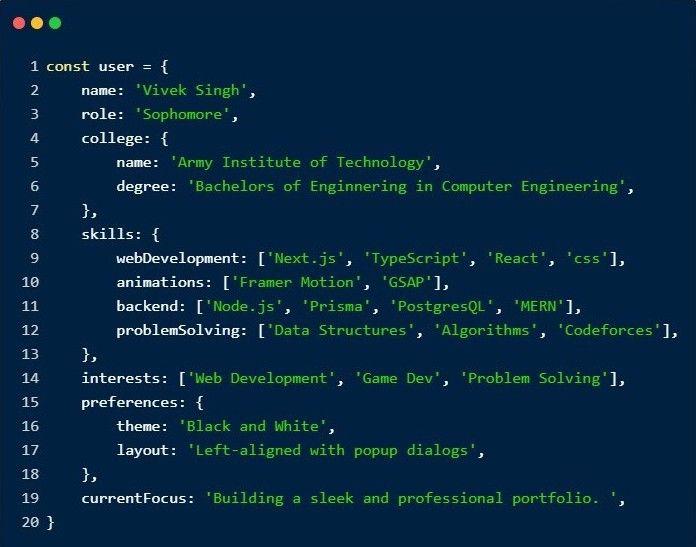 1 const user = {
2     name: 'Vivek Singh',
3     role: 'Sophomore',
4     college: {
5         name: 'Army Institute of Technology',
6         degree: 'Bachelors of Enginnering in Computer Engineering',
7     },
8     skills: {
9         webDevelopment: ['Next.js', 'TypeScript', 'React', 'css'],
10     animations: ['Framer Motion', 'GSAP'],
11         backend: ['Node.js', 'Prisma', 'PostgresQL', 'MERN'],
12         problemSolving: ['Data Structures', 'Algorithms', 'Codeforces'],
13     },
14     interests: ['Web Development', 'Game Dev', 'Problem Solving'],
15     preferences: {
16         theme: 'Black and White',
17         layout: 'Left-aligned with popup dialogs',
18     },
19     currentFocus: 'Building a sleek and professional portfolio. ',
20 }